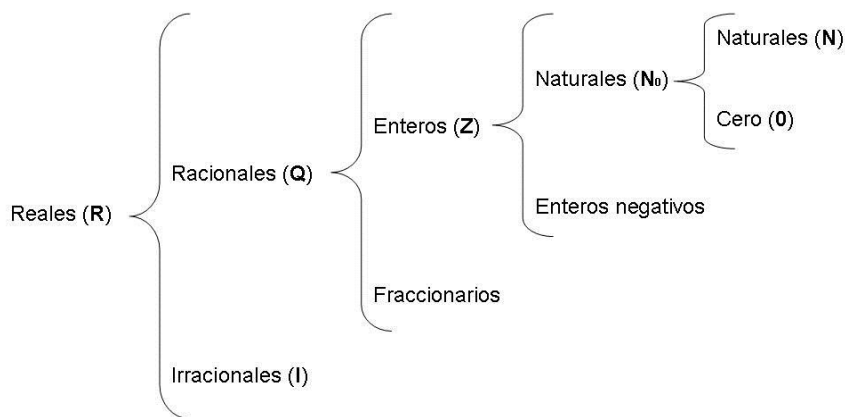 Reales (R)
Racionales (Q)
Irracionales (I)
Enteros (Z)
Fraccionarios
Naturales (N₀)
Enteros negativos
Naturales (N)
Cero (0)